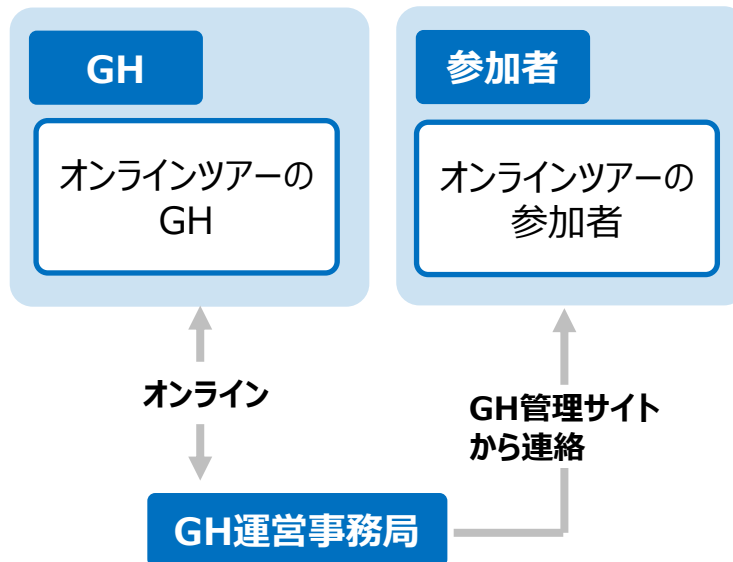 GH
オンラインツアーの
GH
参加者
オンラインツアーの
参加者
オンライン
GH管理サイト
から連絡
GH運営事務局